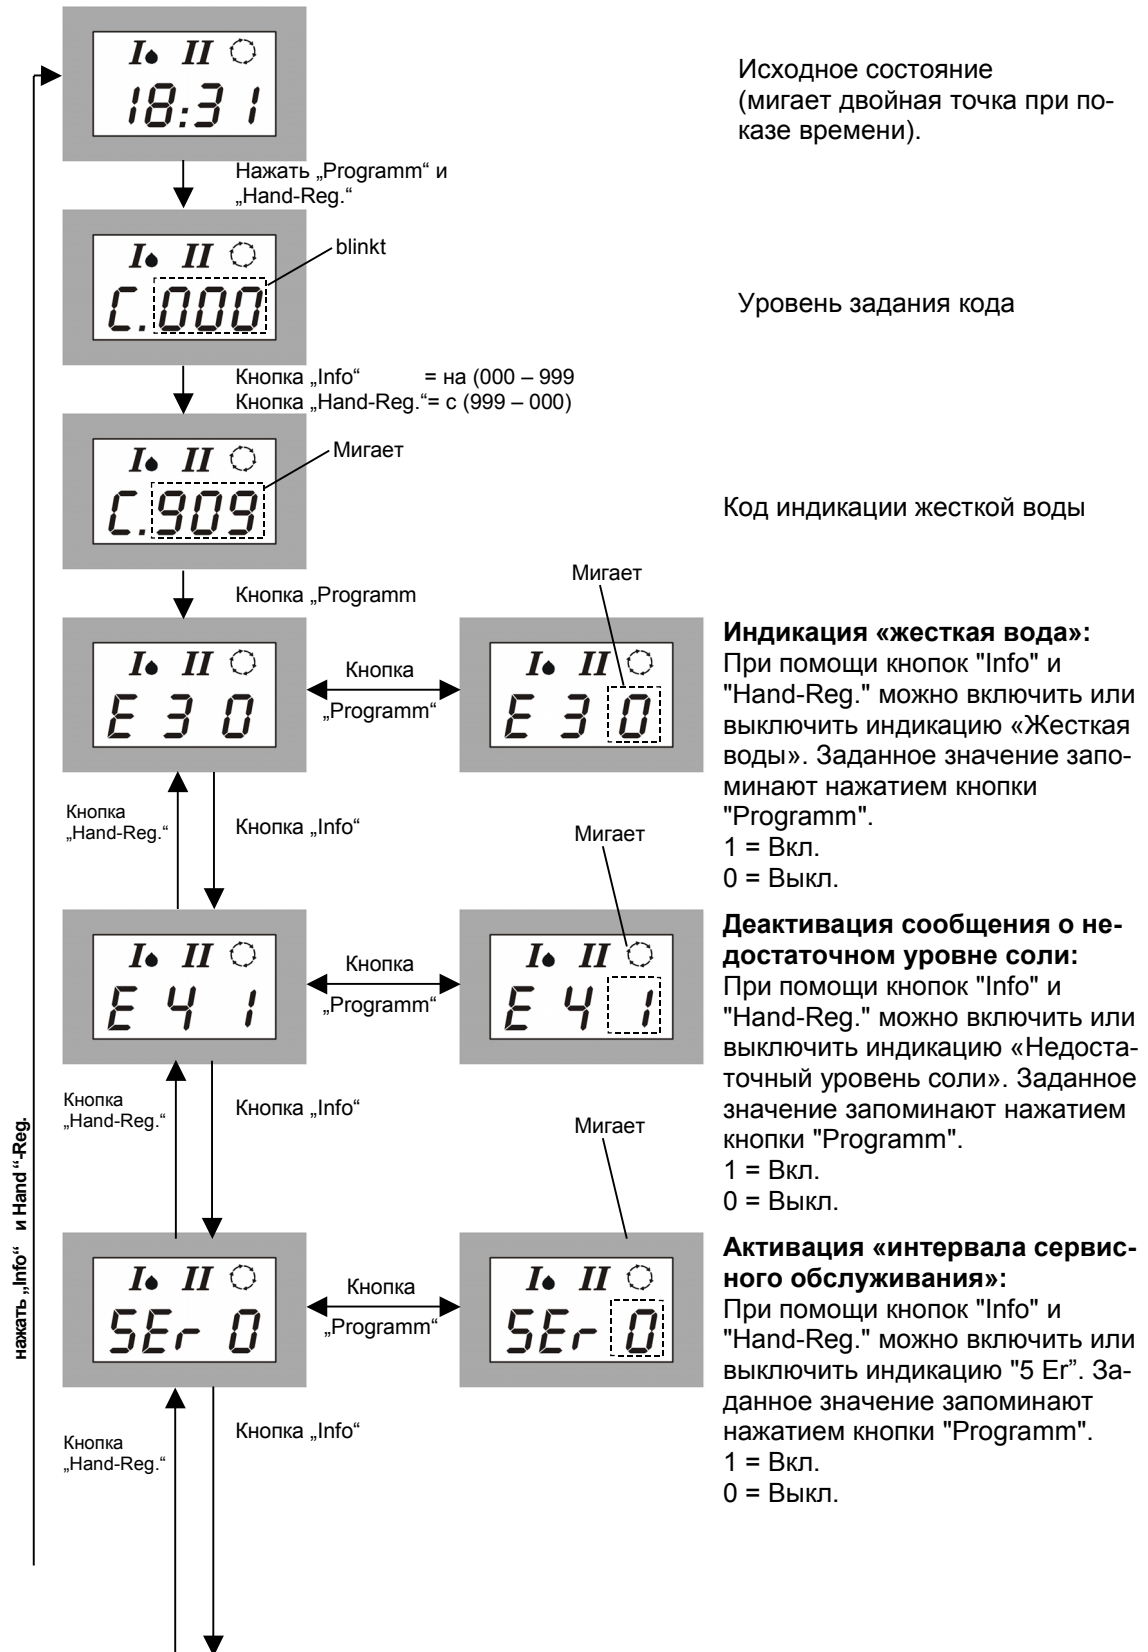 I II
18:31
Исходное состояние
(мигает двойная точка при по-
казе времени).
Нажать „Programm“ и
„Hand-Reg.“
I II
C.000
blinkt
Уровень задания кода
Кнопка „Info“ = на (000 – 999
Кнопка „Hand-Reg.“= с (999 – 000)
I II
C.909
Мигает
Код индикации жесткой воды
Кнопка „Programm
I II
E 3 0
Кнопка
„Programm“
Мигает
I II
E 3 0
Индикация «жесткая вода»:
При помощи кнопок "Info" и
"Hand-Reg." можно включить или
выключить индикацию «Жесткая
воды». Заданное значение запо-
минают нажатием кнопки
"Programm".
1 = Вкл.
0 = Выкл.
Кнопка
„Hand-Reg.“
Кнопка „Info“
I II
E 4 1
Кнопка
„Programm“
Мигает
I II
E 4 1
Деактивация сообщения о не-
достаточном уровне соли:
При помощи кнопок "Info" и
"Hand-Reg." можно включить или
выключить индикацию «Недоста-
точный уровень соли». Заданное
значение запоминают нажатием
кнопки "Programm".
1 = Вкл.
0 = Выкл.
Кнопка
„Hand-Reg.“
Кнопка „Info“
I II
SEr 0
Кнопка
„Programm“
Мигает
I II
SEr 0
Активация «интервала сервис-
ного обслуживания»:
При помощи кнопок "Info" и
"Hand-Reg." можно включить или
выключить индикацию "5 Er”. За-
данное значение запоминают
нажатием кнопки "Programm".
1 = Вкл.
0 = Выкл.
Кнопка
„Hand-Reg.“
Кнопка „Info“
нажать „Info“ и Hand“-Reg.